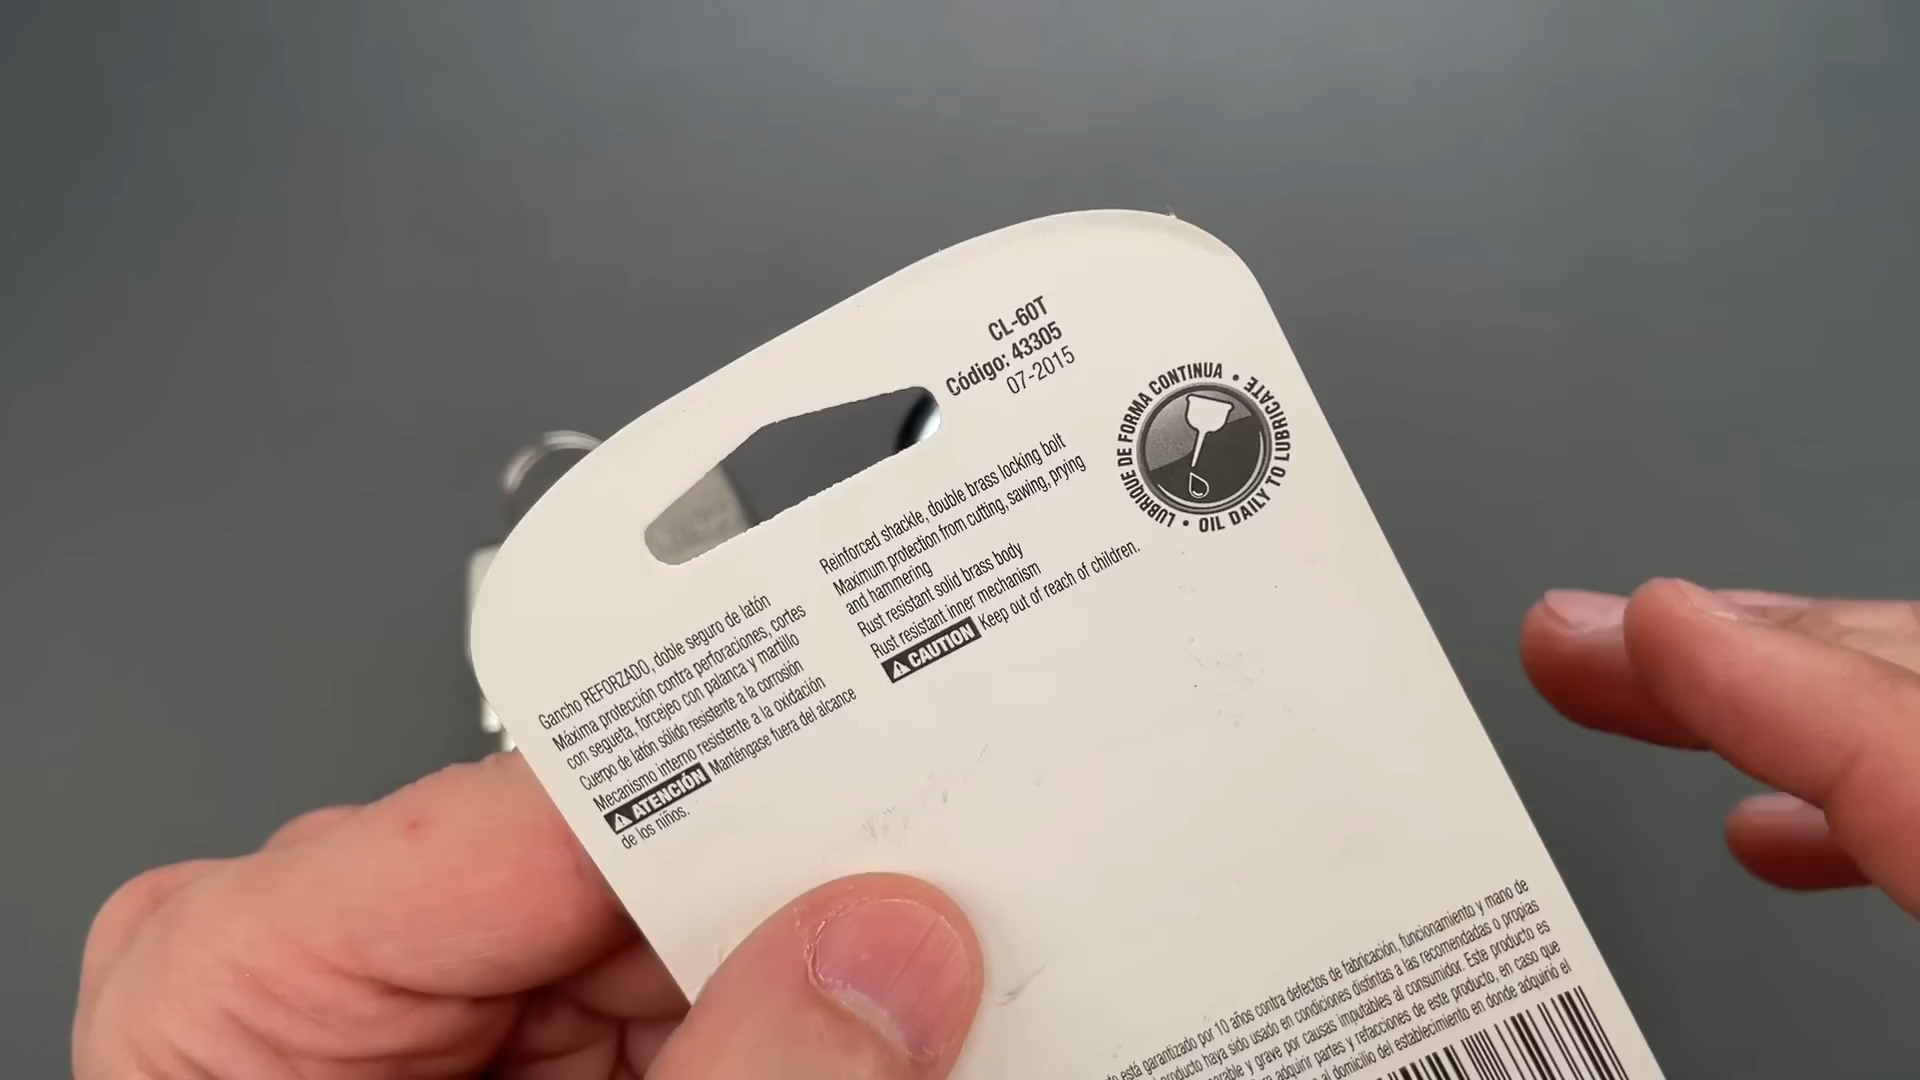 CL-60T
Código: 43305
07-2015
LUBRIQUE DE FORMA CONTINUA • OIL DAILY TO LUBRICATE •
Gancho REFORZADO, doble seguro de latón
Máxima protección contra perforaciones, cortes
con segueta, forcejeo con palanca y martillo
Cuerpo de latón sólido resistente a la corrosión
Mecanismo interno resistente a la oxidación
ATENCIÓN Manténgase fuera del alcance
de los niños.
Reinforced shackle, double brass locking bolt
Maximum protection from cutting, sawing, prying
and hammering
Rust resistant solid brass body
Rust resistant inner mechanism
CAUTION Keep out of reach of children.
está garantizado por 10 años contra defectos de fabricación, funcionamiento y mano de
producto haya sido usado en condiciones distintas a las recomendadas o propias
y grave por causas imputables al consumidor. Este producto es
adquirir partes y refacciones de este producto, en caso que
al domicilio del establecimiento en donde adquirió el